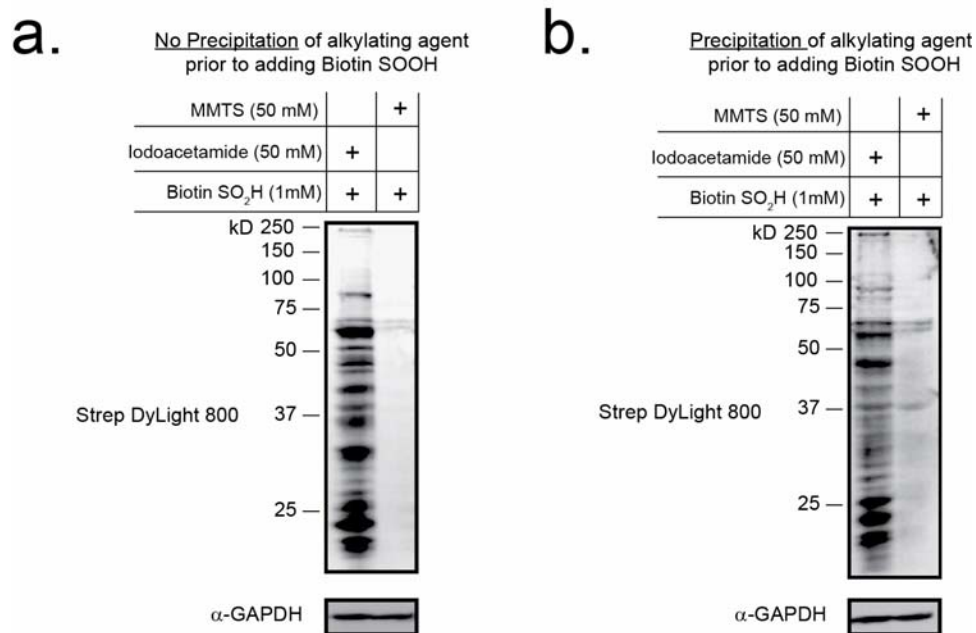 a.
No Precipitation of alkylating agent
prior to adding Biotin SOOH
MMTS (50 mM) +
Iodoacetamide (50 mM) +
Biotin SO₂H (1mM) + +
kD 250 —
150 —
100 —
75 —
50 —
37 —
25 —
Strep DyLight 800
α-GAPDH
b.
Precipitation of alkylating agent
prior to adding Biotin SOOH
MMTS (50 mM) +
Iodoacetamide (50 mM) +
Biotin SO₂H (1mM) + +
kD 250 —
150 —
100 —
75 —
50 —
37 —
25 —
Strep DyLight 800
α-GAPDH